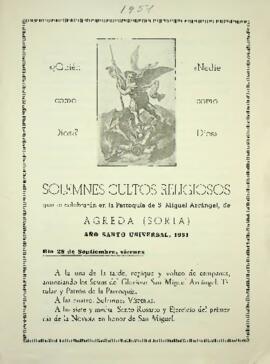 1951
«¿Quién
como
Dios?
«Nadie
como
Dios»
SOLEMNES CULTOS RELIGIOSOS
que se celebrarán en la Parroquia de S. Miguel Arcángel, de
AGREDA (SORIA)
AÑO SANTO UNIVERSAL, 1951
Día 28 de Septiembre, viernes
A la una de la tarde, repique y volteo de campanas,
anunciando las fiestas del Glorioso San Miguel Arcángel, Ti-
tular y Patrón de la Parroquia.
A las cuatro, Solemnes Vísperas.
A las siete y media, Santo Rosario y Ejercicio del primer
día de la Novena en honor de San Miguel.